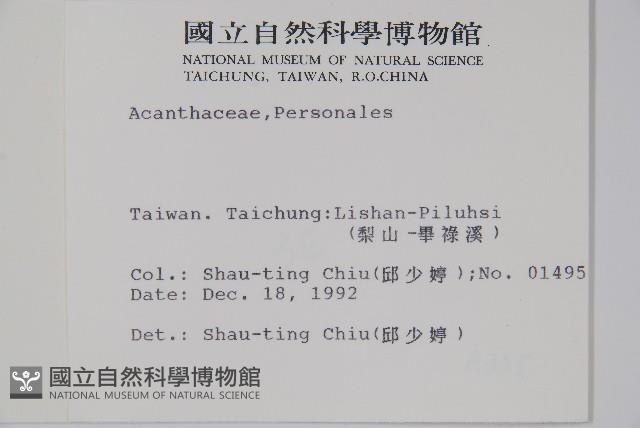 國立自然科學博物館
NATIONAL MUSEUM OF NATURAL SCIENCE
TAICHUNG, TAIWAN, R.O.CHINA
Acanthaceae,Personales
Taiwan. Taichung:Lishan-Piluhsi
(梨山-畢祿溪)
Col.: Shau-ting Chiu(邱少婷);No. 01495
Date: Dec. 18, 1992
Det.: Shau-ting Chiu(邱少婷)
國立自然科學博物館
NATIONAL MUSEUM OF NATURAL SCIENCE